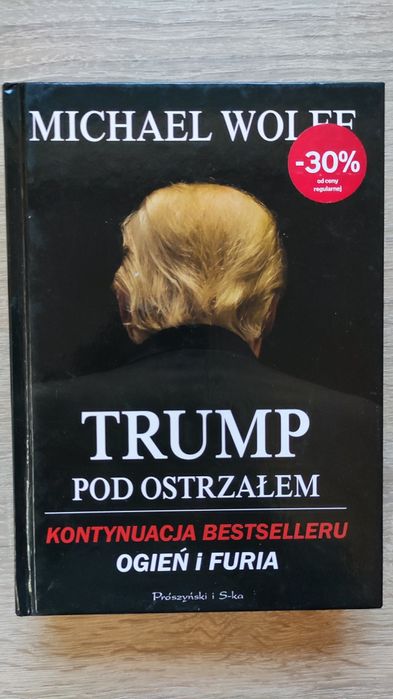 MICHAEL WOLFF
-30%
od ceny
regularnej
TRUMP
POD OSTRZAŁEM
KONTYNUACJA BESTSELLERU
OGIEŃ i FURIA
Prószyński i S-ka